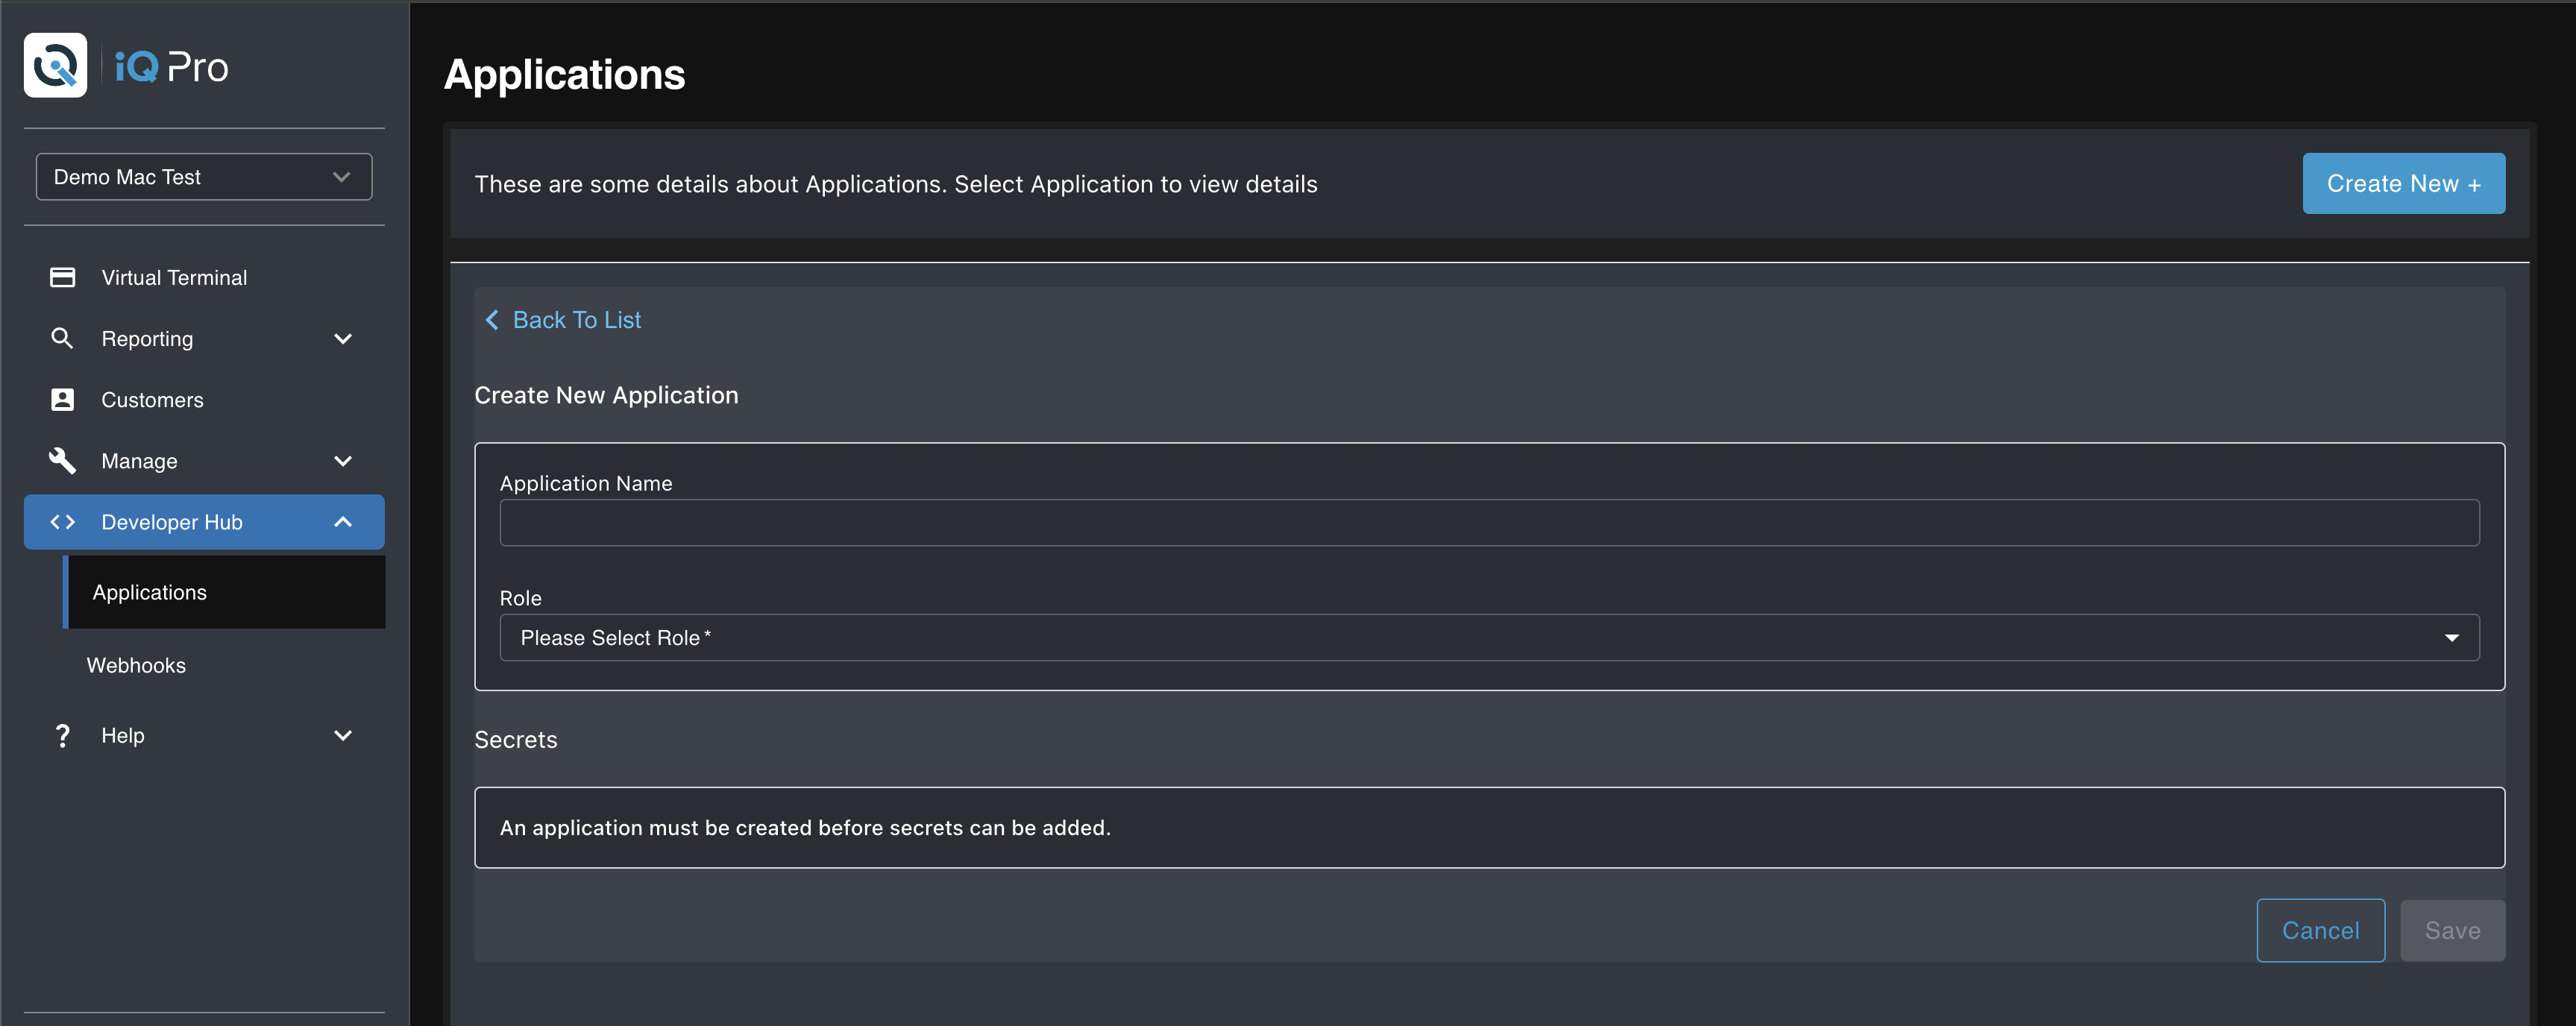 iQ Pro
Demo Mac Test
Virtual Terminal
Reporting
Customers
Manage
Developer Hub
Applications
Webhooks
Help
Applications
These are some details about Applications. Select Application to view details
Create New +
Back To List
Create New Application
Application Name
Role
Please Select Role *
Secrets
An application must be created before secrets can be added.
Cancel
Save